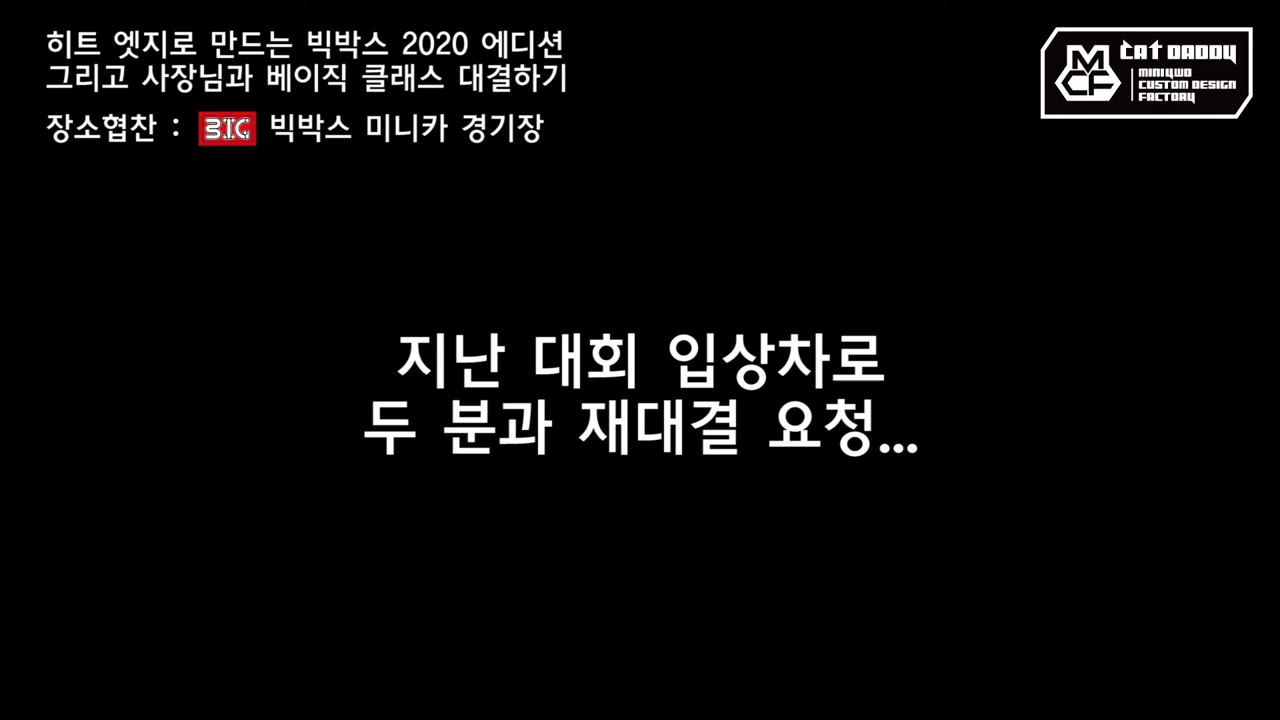 히트 엣지로 만드는 빅박스 2020 에디션
그리고 사장님과 베이직 클래스 대결하기
장소협찬 : BIG 빅박스 미니카 경기장
MCF
CAT DADDY
MINI4WD
CUSTOM DESIGN
FACTORY
지난 대회 입상차로
두 분과 재대결 요청...